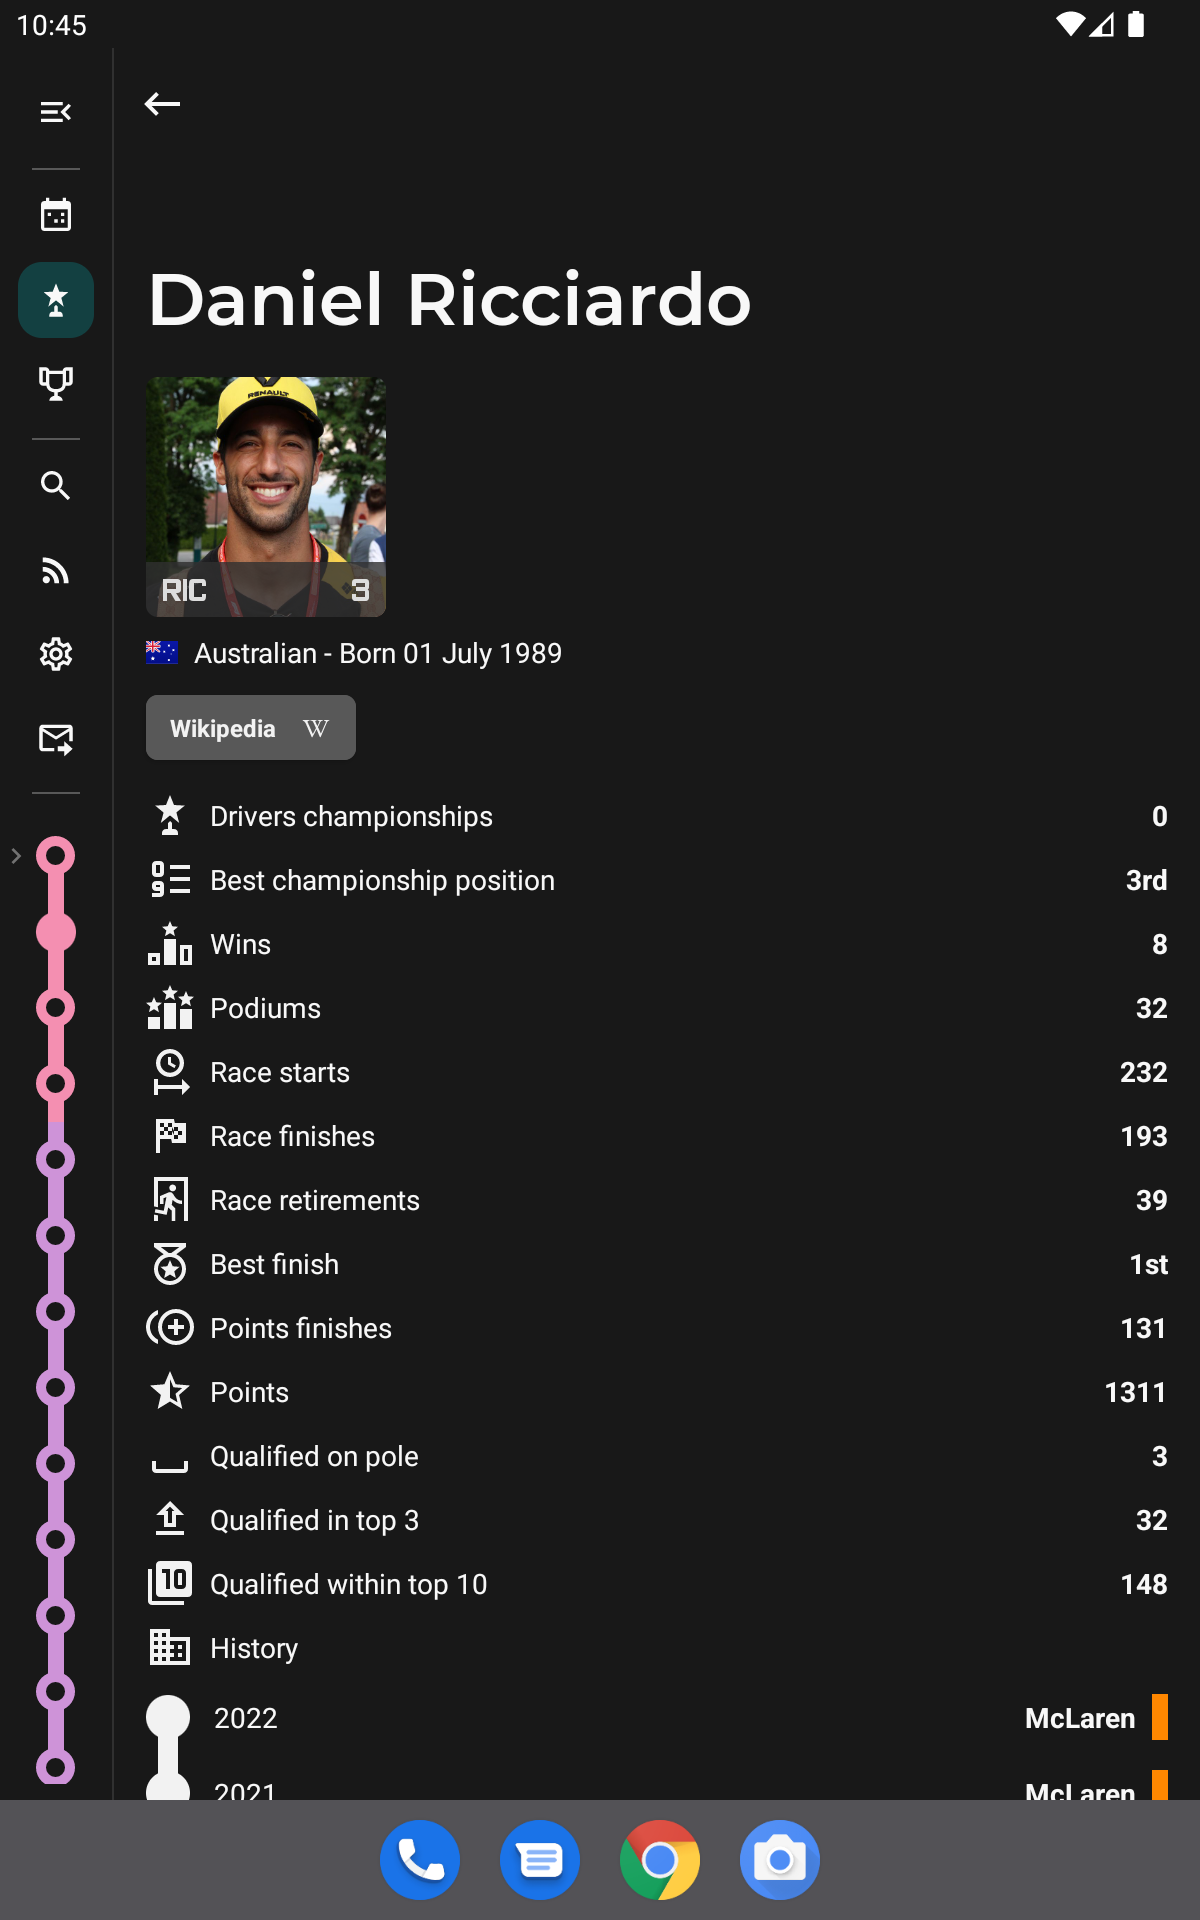 10:45
Daniel Ricciardo
RENAULT
RIC 3
Australian - Born 01 July 1989
Wikipedia W
Drivers championships 0
Best championship position 3rd
Wins 8
Podiums 32
Race starts 232
Race finishes 193
Race retirements 39
Best finish 1st
Points finishes 131
Points 1311
Qualified on pole 3
Qualified in top 3 32
10 Qualified within top 10 148
History
2022 McLaren
2021 McLaren